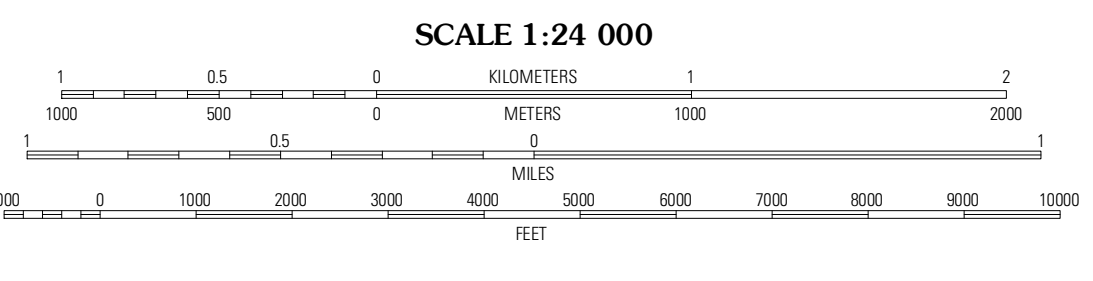 SCALE 1:24 000
1 0.5 0 KILOMETERS 1 2
1000 500 0 METERS 1000 2000
1 0.5 0 1
MILES
0 1000 2000 3000 4000 5000 6000 7000 8000 9000 10000
FEET